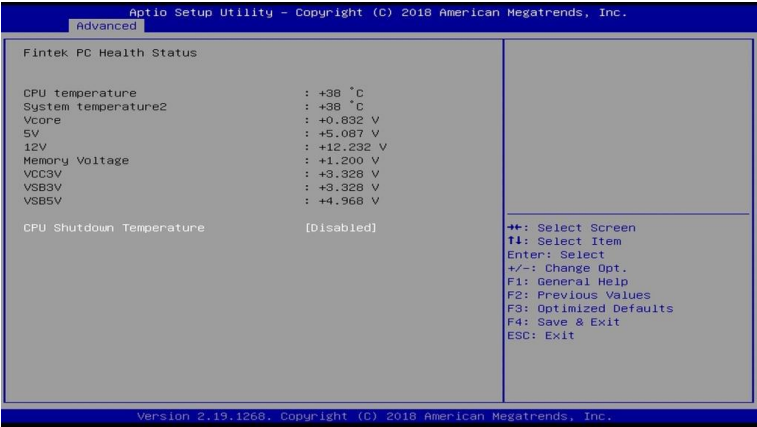 Aptio Setup Utility – Copyright (C) 2018 American Megatrends, Inc.
Advanced
Fintek PC Health Status
CPU temperature : +38 °C
System temperature2 : +38 °C
Vcore : +0.832 V
5V : +5.087 V
12V : +12.232 V
Memory Voltage : +1.200 V
VCC3V : +3.328 V
VSB3V : +3.328 V
VSB5V : +4.968 V
CPU Shutdown Temperature [Disabled]
→←: Select Screen
↑↓: Select Item
Enter: Select
+/-: Change Opt.
F1: General Help
F2: Previous Values
F3: Optimized Defaults
F4: Save & Exit
ESC: Exit
Version 2.19.1268. Copyright (C) 2018 American Megatrends, Inc.